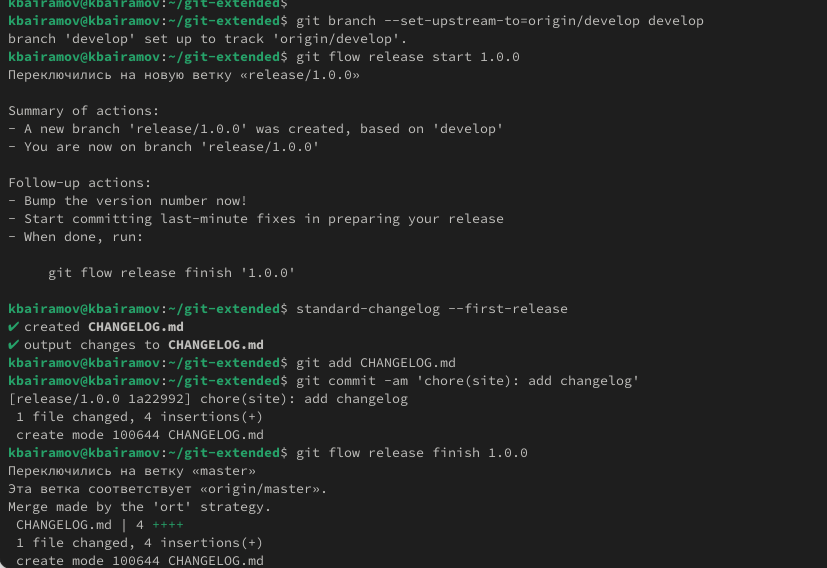 kbairamov@kbairamov:~/git-extended$
kbairamov@kbairamov:~/git-extended$ git branch --set-upstream-to=origin/develop develop
branch 'develop' set up to track 'origin/develop'.
kbairamov@kbairamov:~/git-extended$ git flow release start 1.0.0
Переключились на новую ветку «release/1.0.0»

Summary of actions:
- A new branch 'release/1.0.0' was created, based on 'develop'
- You are now on branch 'release/1.0.0'

Follow-up actions:
- Bump the version number now!
- Start committing last-minute fixes in preparing your release
- When done, run:

     git flow release finish '1.0.0'

kbairamov@kbairamov:~/git-extended$ standard-changelog --first-release
✔ created CHANGELOG.md
✔ output changes to CHANGELOG.md
kbairamov@kbairamov:~/git-extended$ git add CHANGELOG.md
kbairamov@kbairamov:~/git-extended$ git commit -am 'chore(site): add changelog'
[release/1.0.0 1a22992] chore(site): add changelog
 1 file changed, 4 insertions(+)
 create mode 100644 CHANGELOG.md
kbairamov@kbairamov:~/git-extended$ git flow release finish 1.0.0
Переключились на ветку «master»
Эта ветка соответствует «origin/master».
Merge made by the 'ort' strategy.
 CHANGELOG.md | 4 ++++
 1 file changed, 4 insertions(+)
 create mode 100644 CHANGELOG.md